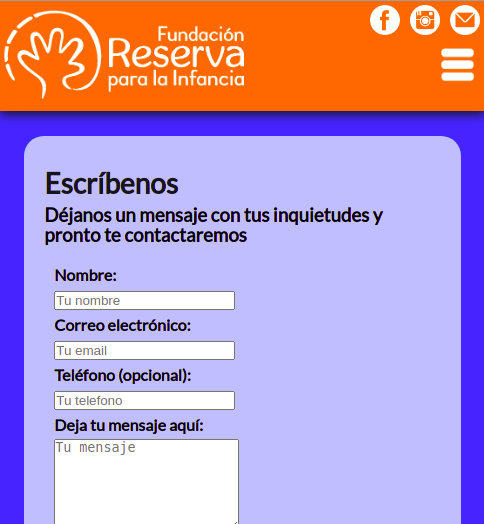 Fundación
Reserva
para la Infancia
Escríbenos
Déjanos un mensaje con tus inquietudes y
pronto te contactaremos
Nombre:
Tu nombre
Correo electrónico:
Tu email
Teléfono (opcional):
Tu telefono
Deja tu mensaje aquí:
Tu mensaje